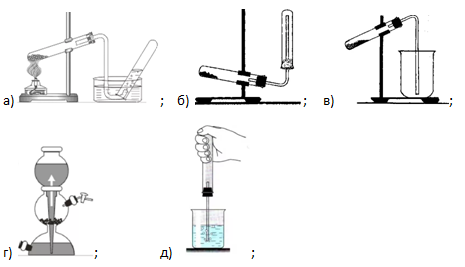 а) ; б) ; в) ;
г) ; д) ;